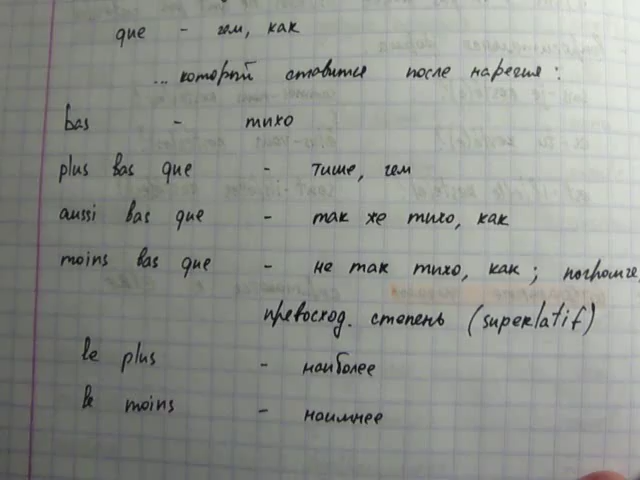 que - чем, как
... который ставится после наречия:
bas - тихо
plus bas que - тише, чем
aussi bas que - так же тихо, как
moins bas que - не так тихо, как; погромче,
превосход. степень (superlatif)
le plus - наиболее
le moins - наимнее